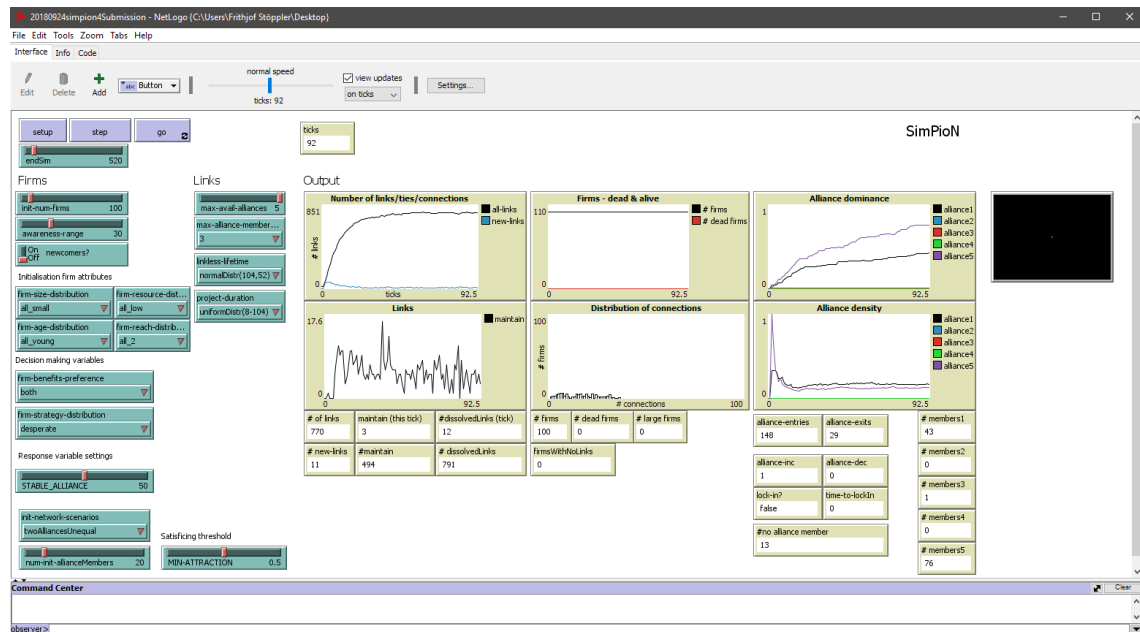 20180924simpion4Submission - NetLogo {C:\Users\Frithjof Stöppler\Desktop}
File Edit Tools Zoom Tabs Help
Interface Info Code
Edit Delete Add abc Button normal speed ticks: 92 view updates on ticks Settings...
setup step go
endSim 520
ticks
92
SimPioN
Firms Links Output
init-num-firms 100
awareness-range 30
On
Off newcomers?
Initialisation firm attributes
firm-size-distribution
all_small
firm-resource-dist...
all_low
firm-age-distribution
all_young
firm-reach-distrib...
all_2
Decision making variables
firm-benefits-preference
both
firm-strategy-distribution
desperate
Response variable settings
STABLE_ALLIANCE 50
init-network-scenarios
twoAlliancesUnequal
num-init-allianceMembers 20
Satisficing threshold
MIN-ATTRACTION 0.5
max-avail-alliances 5
max-alliance-member...
3
linkless-lifetime
normalDistr(104,52)
project-duration
uniformDistr(8-104)
Number of links/ties/connections
851
# links
0
0 ticks 92.5
all-links
new-links
Firms - dead & alive
110
0
0 92.5
# firms
# dead firms
Alliance dominance
1
0
0 92.5
alliance1
alliance2
alliance3
alliance4
alliance5
Links
17.6
0
0 92.5
maintain
Distribution of connections
100
# firms
0
0 # connections 100
Alliance density
1
0
0 92.5
alliance1
alliance2
alliance3
alliance4
alliance5
# of links
770
maintain (this tick)
3
#dissolvedLinks (tick)
12
# new-links
11
#maintain
494
# dissolvedLinks
791
# firms
100
# dead firms
0
# large firms
0
firmsWithNoLinks
0
alliance-entries
148
alliance-exits
29
alliance-inc
1
alliance-dec
0
lock-in?
false
time-to-lockIn
0
#no alliance member
13
# members1
43
# members2
0
# members3
1
# members4
0
# members5
76
Command Center Clear
observer>